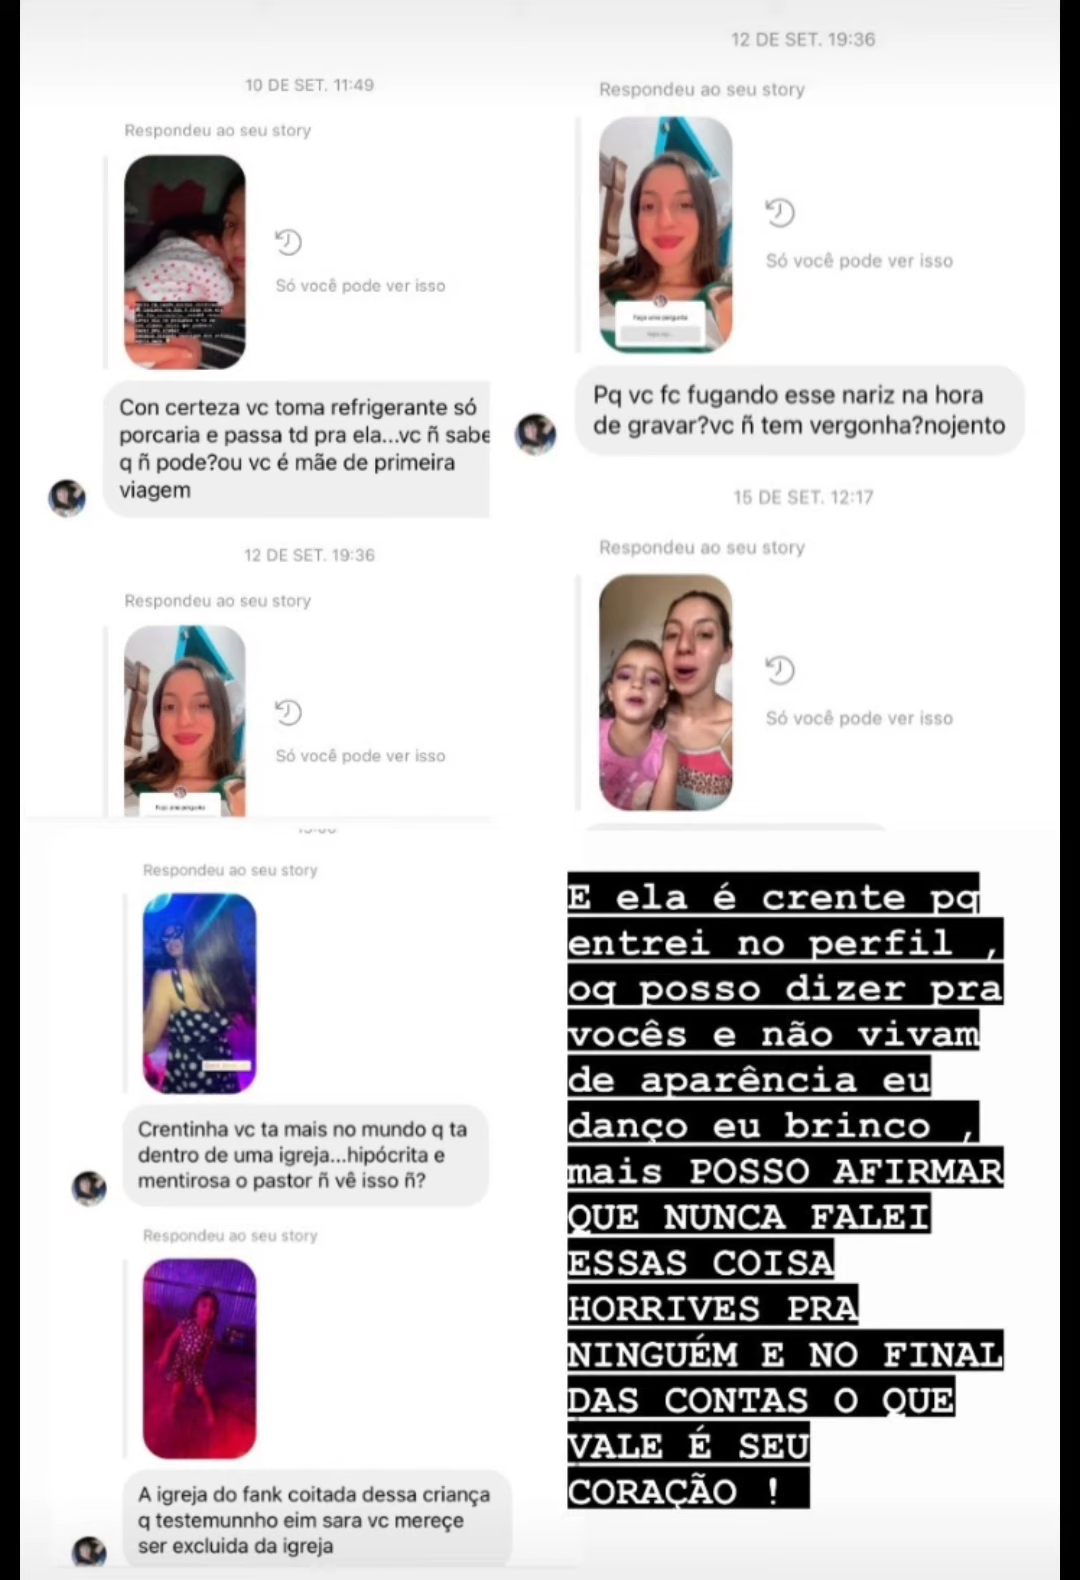 10 DE SET. 11:49
Respondeu ao seu story
Só você pode ver isso
Con certeza vc toma refrigerante só
porcaria e passa td pra ela...vc ñ sabe
q ñ pode?ou vc é mãe de primeira
viagem
12 DE SET. 19:36
Respondeu ao seu story
Só você pode ver isso
Faça uma pergunta
12 DE SET. 19:36
Respondeu ao seu story
Só você pode ver isso
Faça uma pergunta
Pq vc fc fugando esse nariz na hora
de gravar?vc ñ tem vergonha?nojento
15 DE SET. 12:17
Respondeu ao seu story
Só você pode ver isso
Respondeu ao seu story
Crentinha vc ta mais no mundo q ta
dentro de uma igreja...hipócrita e
mentirosa o pastor ñ vê isso ñ?
Respondeu ao seu story
A igreja do fank coitada dessa criança
q testemunnho eim sara vc mereçe
ser excluida da igreja
E ela é crente pq
entrei no perfil ,
oq posso dizer pra
vocês e não vivam
de aparência eu
danço eu brinco ,
mais POSSO AFIRMAR
QUE NUNCA FALEI
ESSAS COISA
HORRIVES PRA
NINGUÉM E NO FINAL
DAS CONTAS O QUE
VALE É SEU
CORAÇÃO !